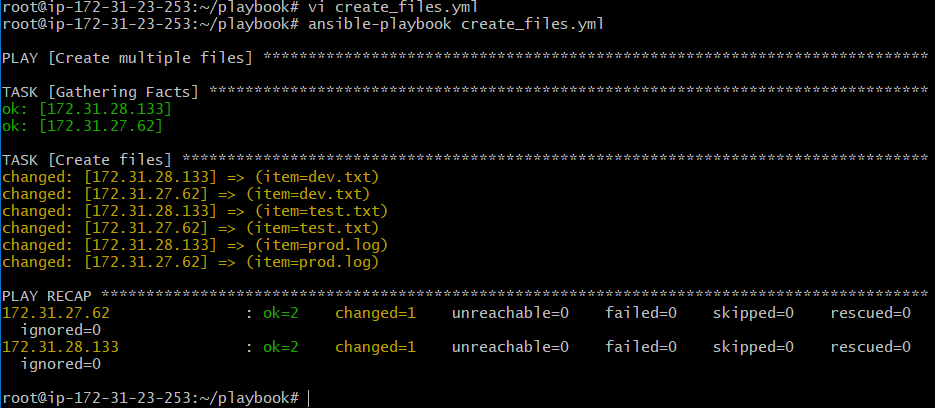 root@ip-172-31-23-253:~/playbook# vi create_files.yml
root@ip-172-31-23-253:~/playbook# ansible-playbook create_files.yml
PLAY [Create multiple files] **************************************************************************
TASK [Gathering Facts] ********************************************************************************
ok: [172.31.28.133]
ok: [172.31.27.62]
TASK [Create files] ***********************************************************************************
changed: [172.31.28.133] => (item=dev.txt)
changed: [172.31.27.62] => (item=dev.txt)
changed: [172.31.28.133] => (item=test.txt)
changed: [172.31.27.62] => (item=test.txt)
changed: [172.31.28.133] => (item=prod.log)
changed: [172.31.27.62] => (item=prod.log)
PLAY RECAP ********************************************************************************************
172.31.27.62               : ok=2    changed=1    unreachable=0    failed=0    skipped=0    rescued=0
  ignored=0
172.31.28.133              : ok=2    changed=1    unreachable=0    failed=0    skipped=0    rescued=0
  ignored=0
root@ip-172-31-23-253:~/playbook#